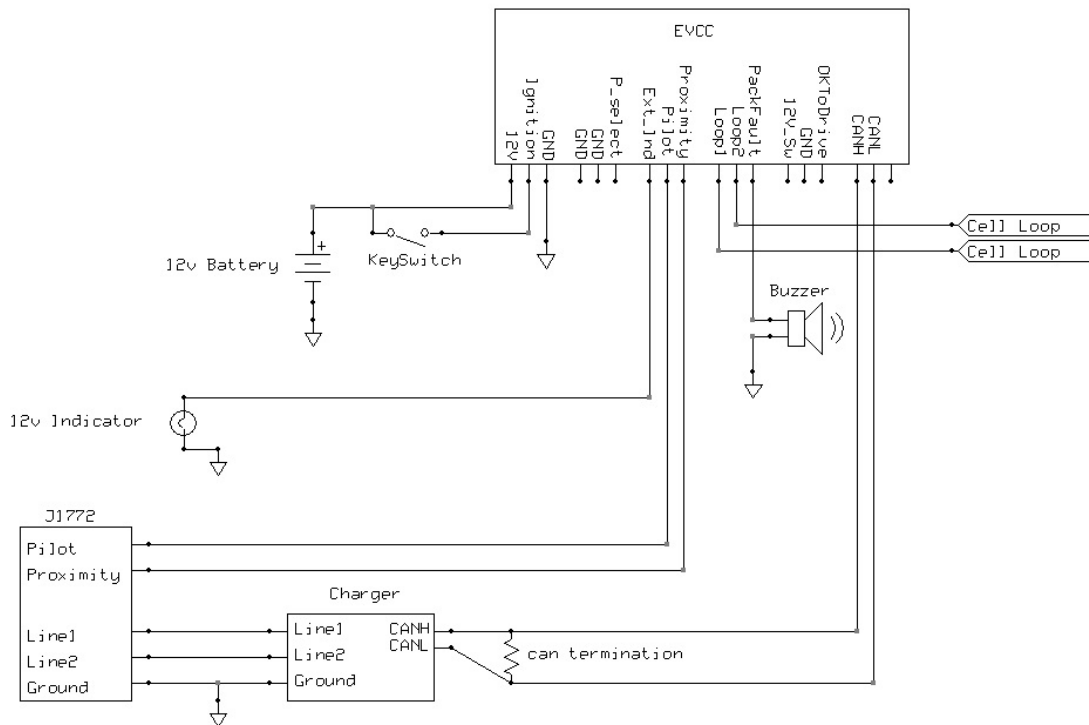 EVCC
12V
Ignition
GND
GND
GND
P_select
Ext_Ind
Pilot
Proximity
Loop1
Loop2
PackFault
12V_Sw
GND
OKToDrive
CANH
CANL
Cell Loop
Cell Loop
12v Battery
+
KeySwitch
Buzzer
12v Indicator
J1772
Pilot
Proximity
Line1
Line2
Ground
Charger
Line1
Line2
Ground
CANH
CANL
can termination